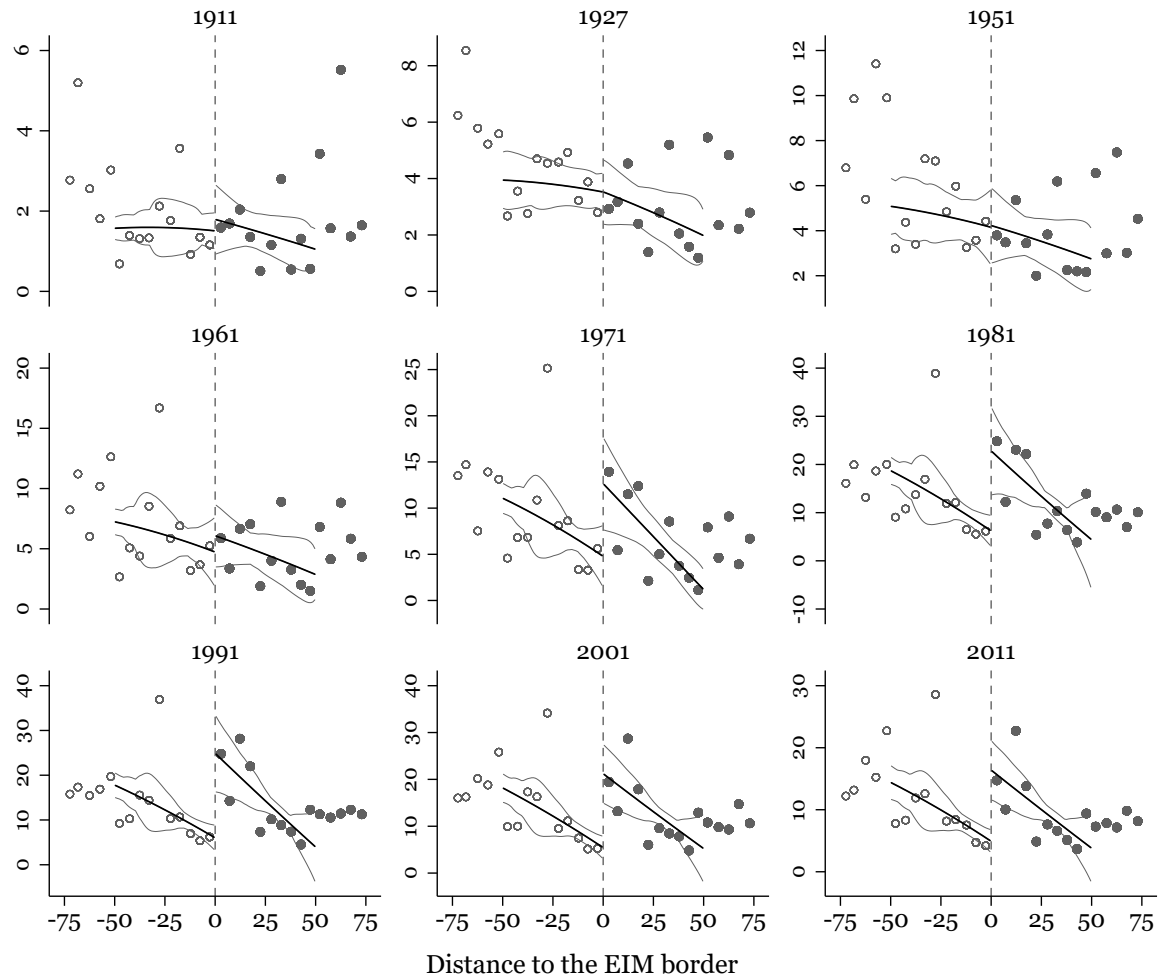 1911 1927 1951
6 4 2 0
8 6 4 2 0
12 10 8 6 4 2
1961 1971 1981
20 15 10 5 0
25 20 15 10 5 0
40 30 20 10 0 -10
1991 2001 2011
40 30 20 10 0
40 30 20 10 0
30 20 10 0
-75 -50 -25 0 25 50 75 -75 -50 -25 0 25 50 75 -75 -50 -25 0 25 50 75
Distance to the EIM border